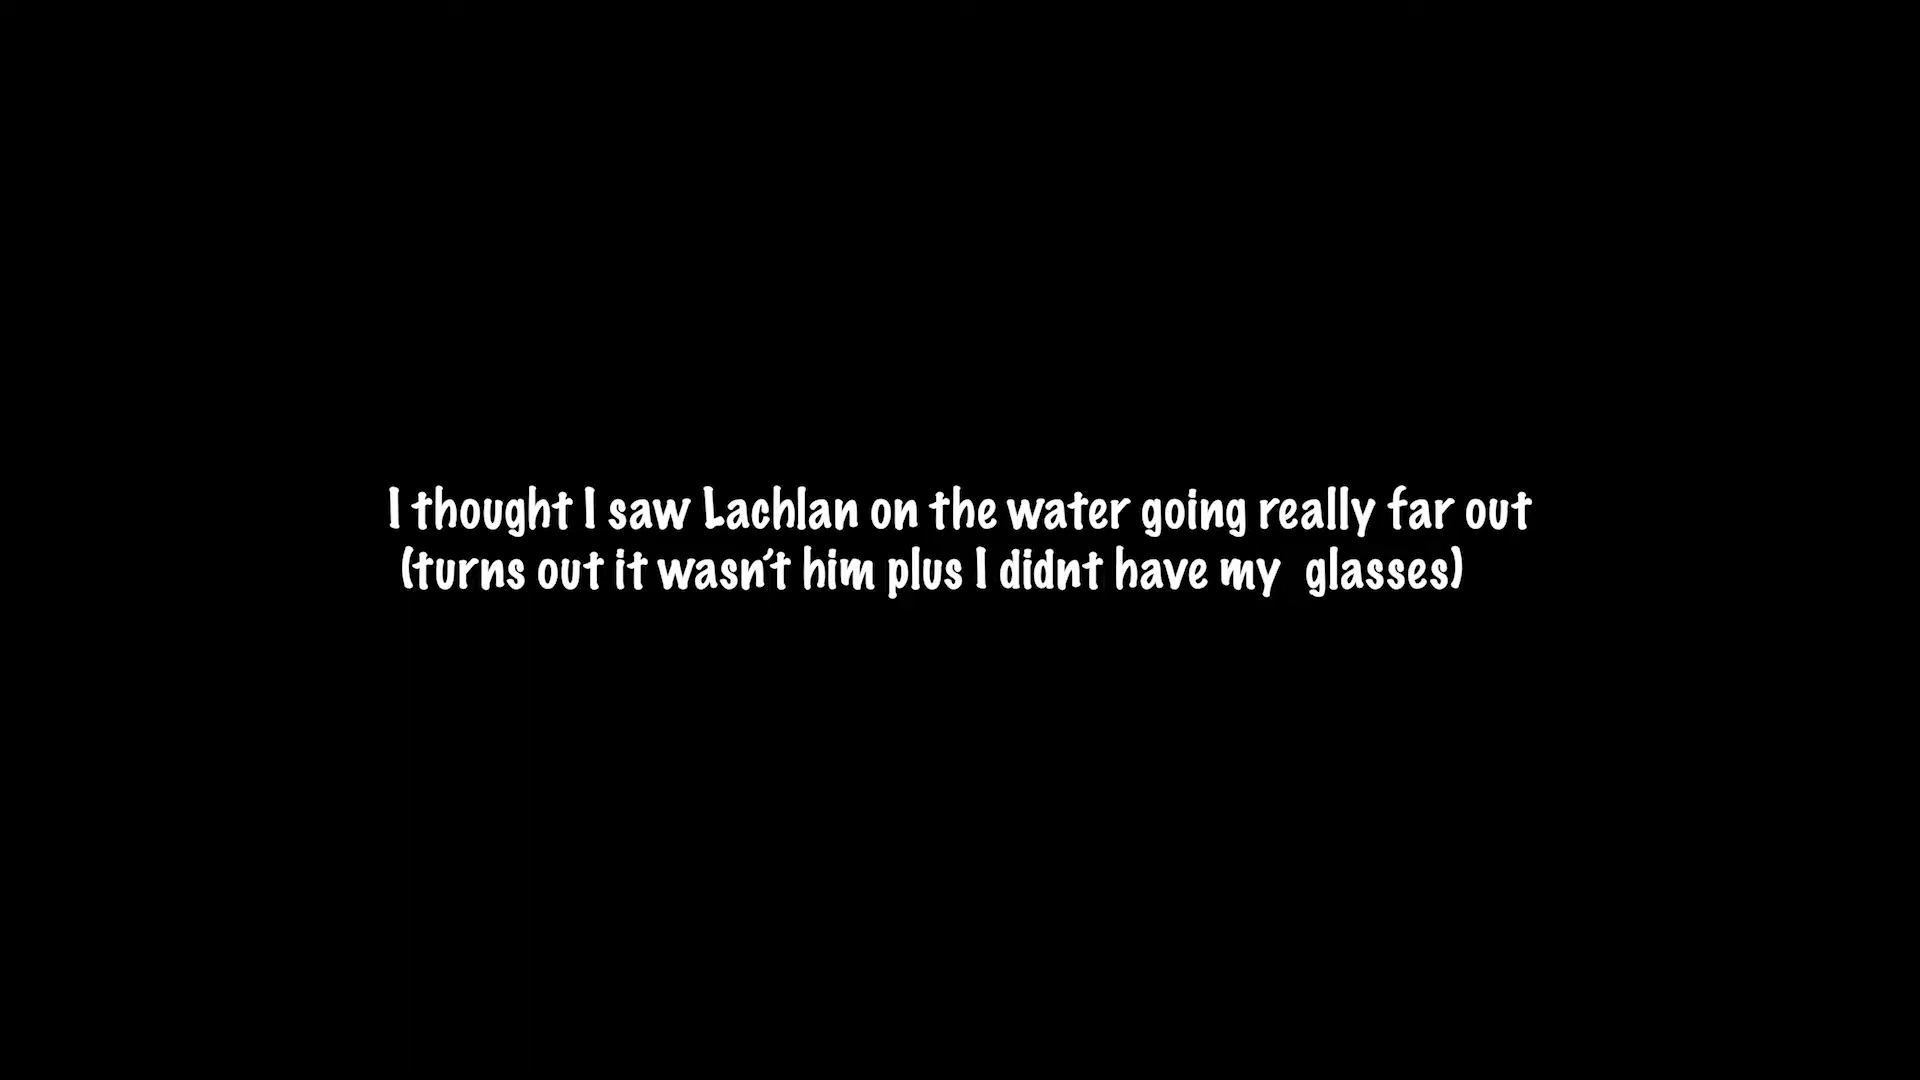 I thought I saw Lachlan on the water going really far out
(turns out it wasn't him plus I didnt have my  glasses)